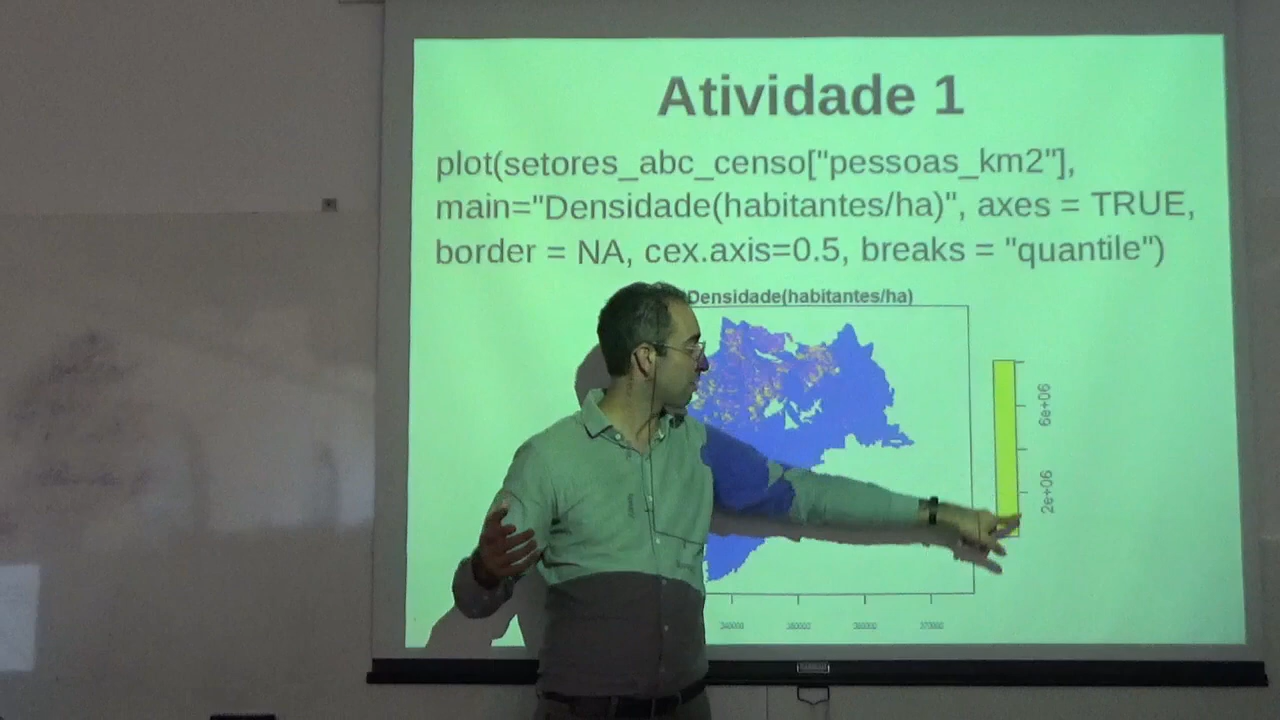 Atividade 1
plot(setores_abc_censo["pessoas_km2"],
main="Densidade(habitantes/ha)", axes = TRUE,
border = NA, cex.axis=0.5, breaks = "quantile")
Densidade(habitantes/ha)
6e+06
2e+06